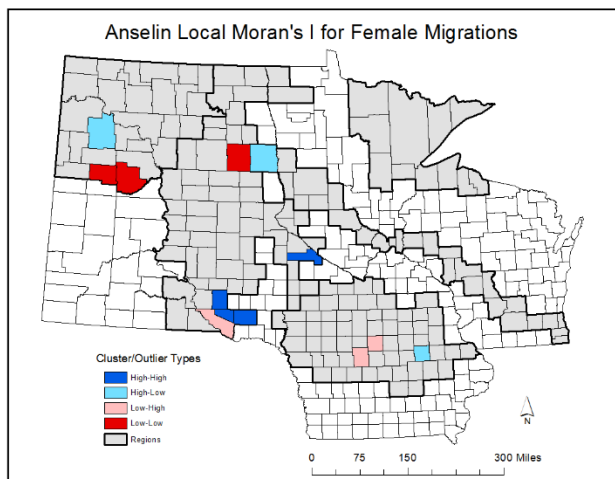 Anselin Local Moran's I for Female Migrations
Cluster/Outlier Types
High-High
High-Low
Low-High
Low-Low
Regions
N
0 75 150 300 Miles